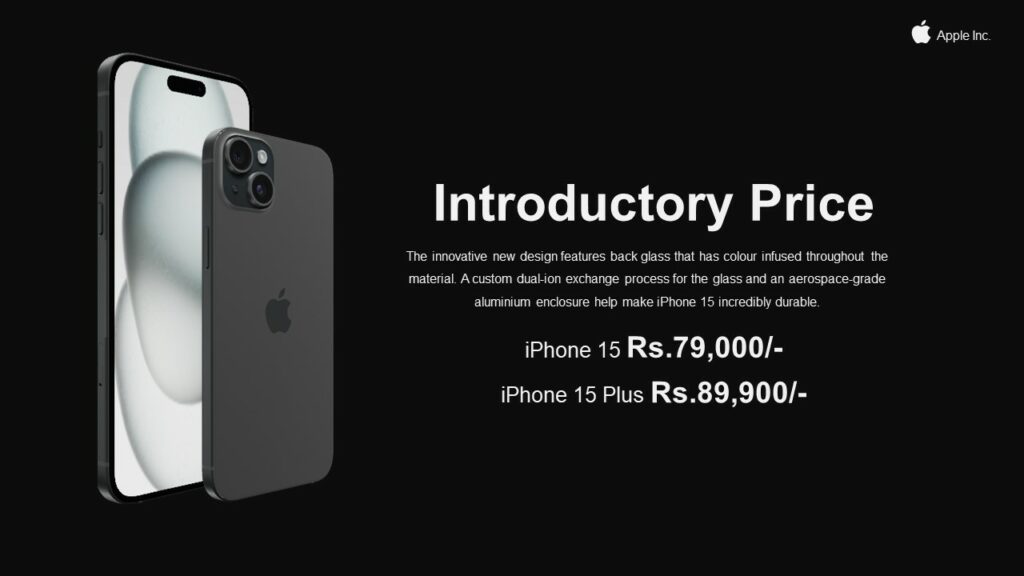 Apple Inc.
Introductory Price
The innovative new design features back glass that has colour infused throughout the
material. A custom dual-ion exchange process for the glass and an aerospace-grade
aluminium enclosure help make iPhone 15 incredibly durable.
iPhone 15 Rs.79,000/-
iPhone 15 Plus Rs.89,900/-